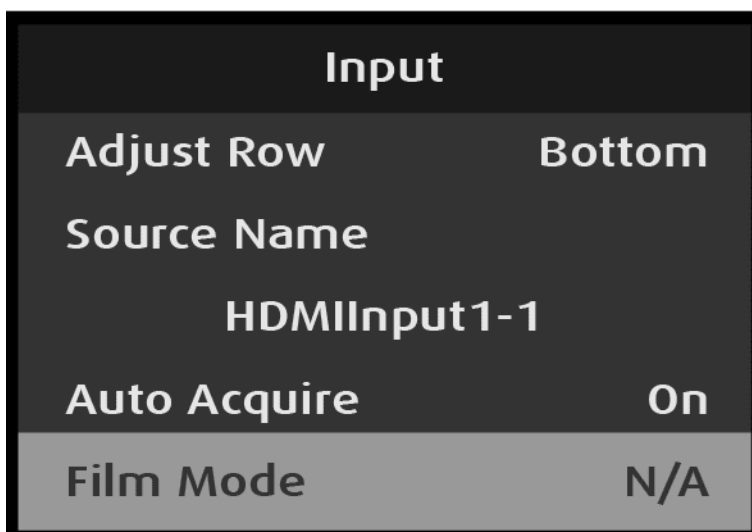 Input
Adjust Row Bottom
Source Name
HDMIInput1-1
Auto Acquire On
Film Mode N/A